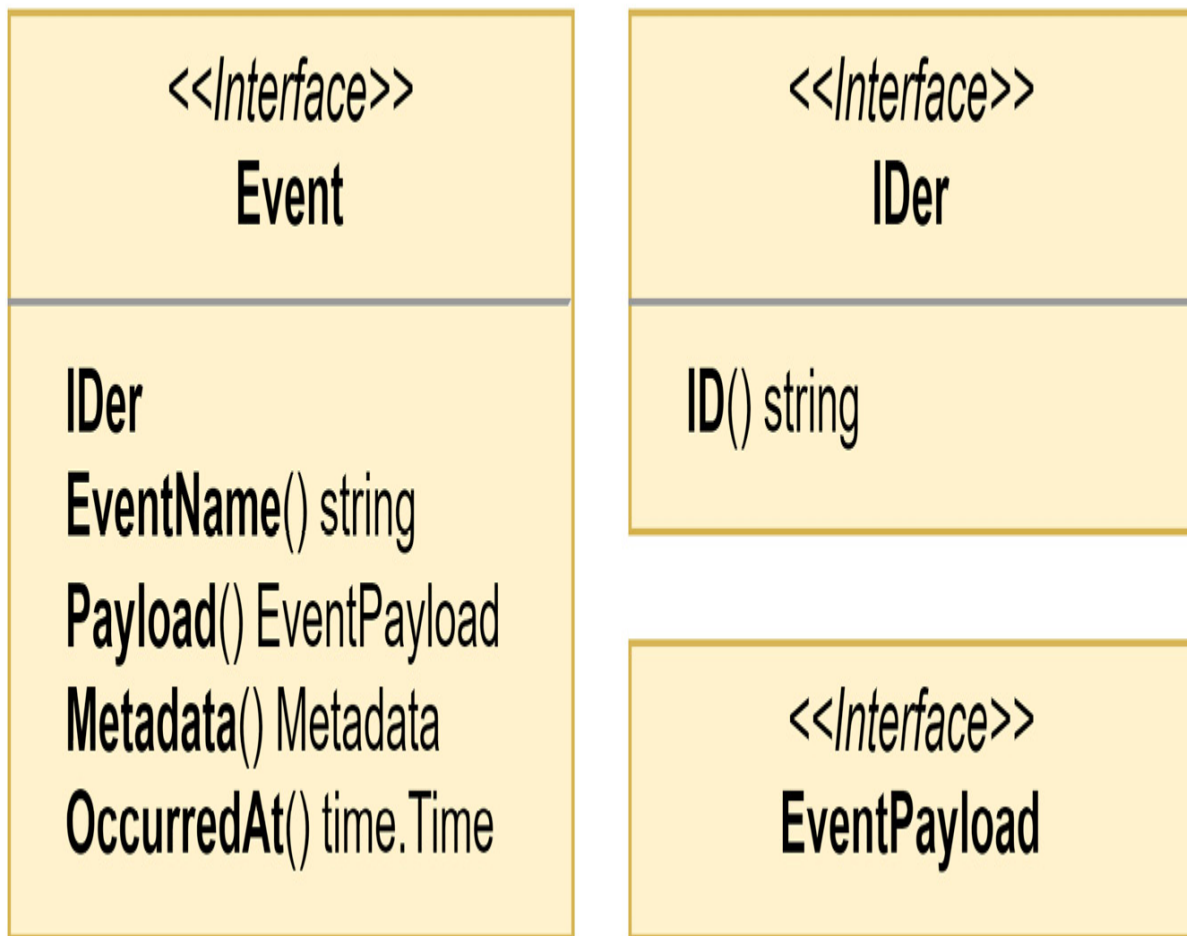 <<Interface>>
Event
IDer
EventName() string
Payload() EventPayload
Metadata() Metadata
OccurredAt() time.Time
<<Interface>>
IDer
ID() string
<<Interface>>
EventPayload